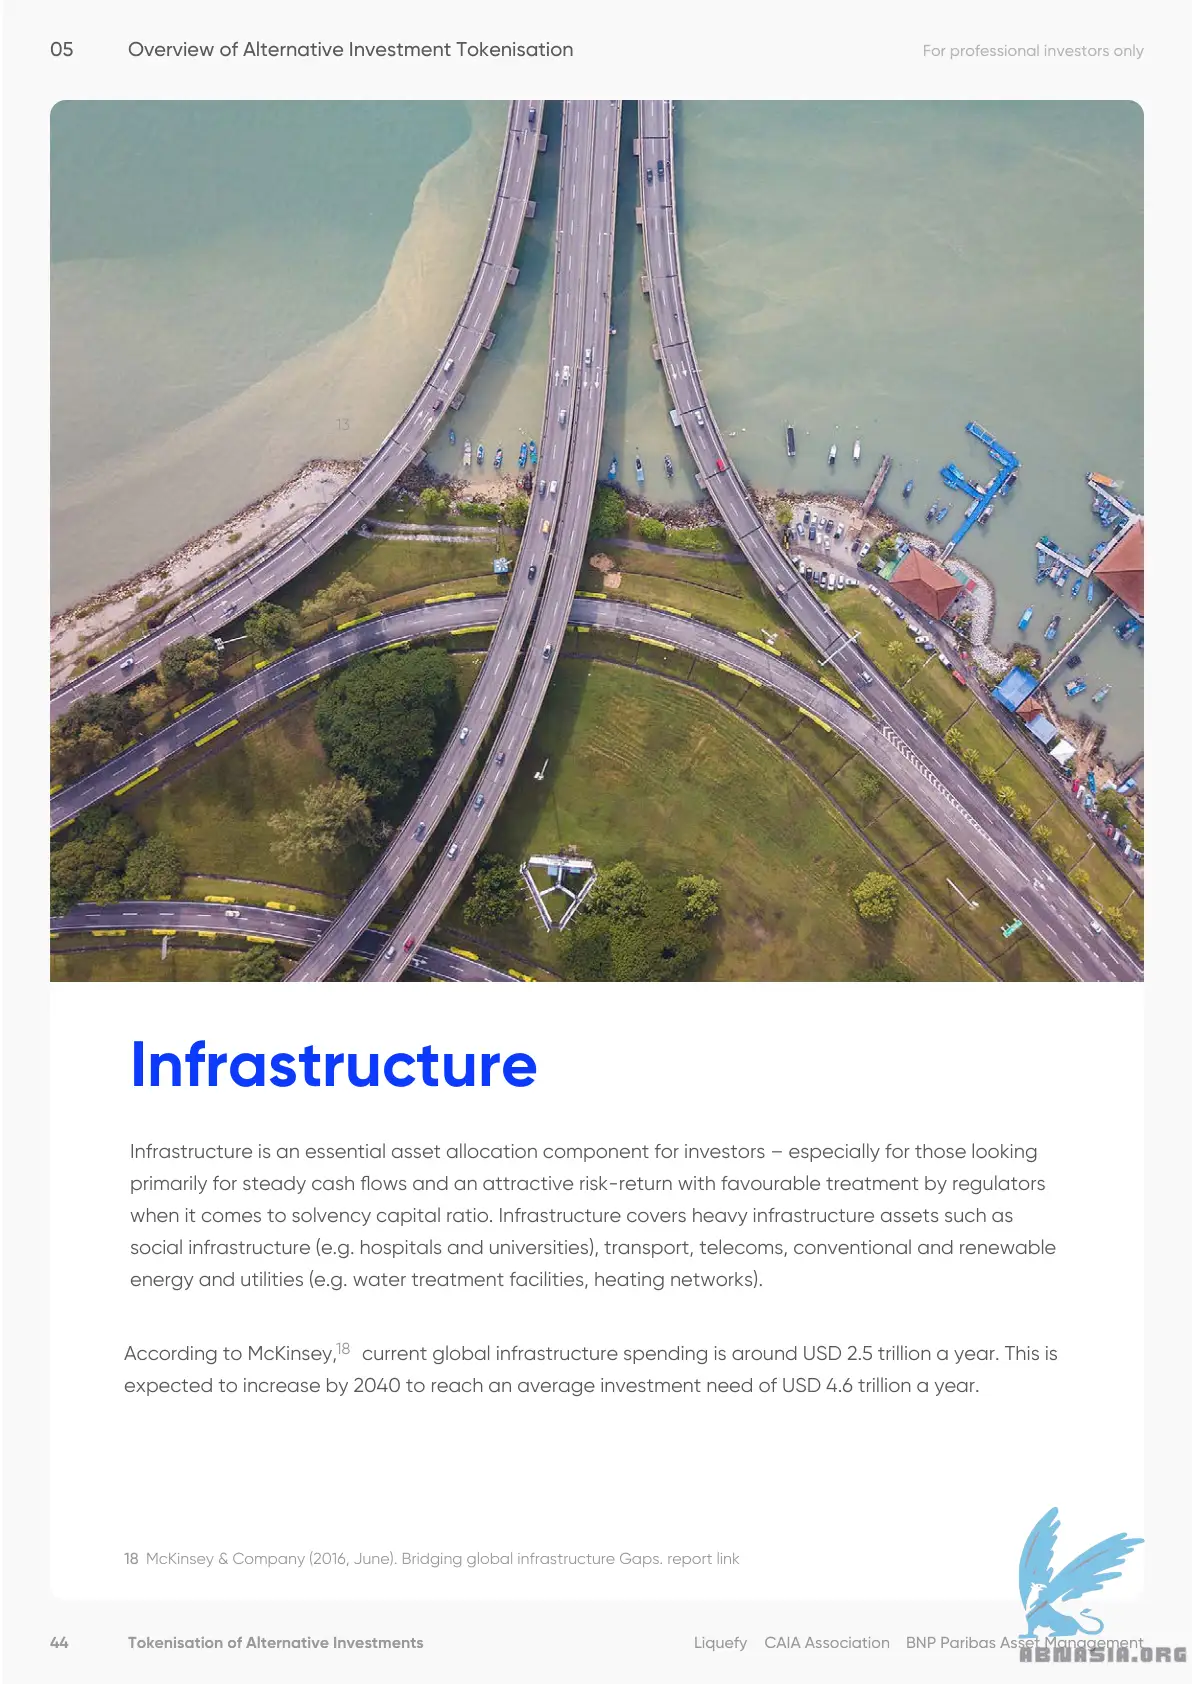 05 Overview of Alternative Investment Tokenisation For professional investors only
13
Infrastructure
Infrastructure is an essential asset allocation component for investors – especially for those looking
primarily for steady cash flows and an attractive risk-return with favourable treatment by regulators
when it comes to solvency capital ratio. Infrastructure covers heavy infrastructure assets such as
social infrastructure (e.g. hospitals and universities), transport, telecoms, conventional and renewable
energy and utilities (e.g. water treatment facilities, heating networks).
According to McKinsey,18 current global infrastructure spending is around USD 2.5 trillion a year. This is
expected to increase by 2040 to reach an average investment need of USD 4.6 trillion a year.
18 McKinsey & Company (2016, June). Bridging global infrastructure Gaps. report link
44 Tokenisation of Alternative Investments Liquefy CAIA Association BNP Paribas Asset Management
ABNASIA.ORG